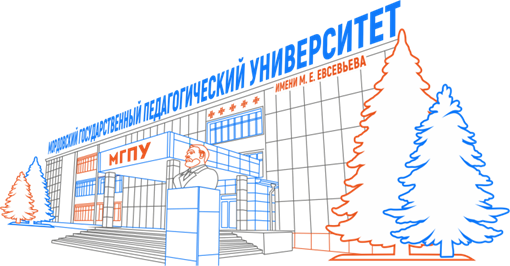 МОРДОВСКИЙ ГОСУДАРСТВЕННЫЙ ПЕДАГОГИЧЕСКИЙ УНИВЕРСИТЕТ
ИМЕНИ М. Е. ЕВСЕВЬЕВА
МГПУ